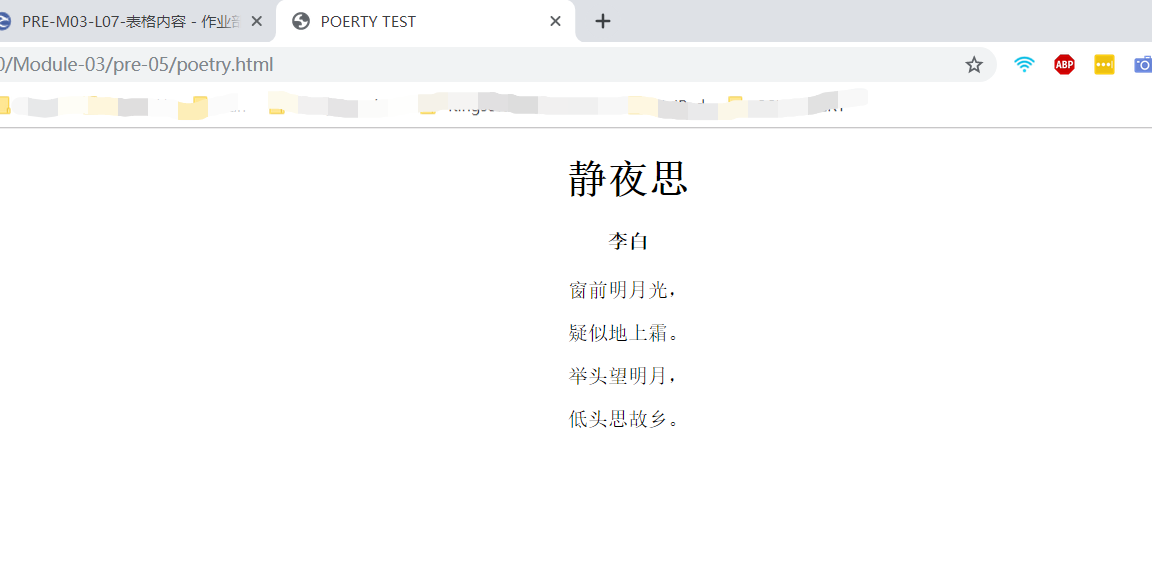 PRE-M03-L07-表格内容 - 作业
POERTY TEST
/Module-03/pre-05/poetry.html
ABP
静夜思
李白
窗前明月光，
疑似地上霜。
举头望明月，
低头思故乡。